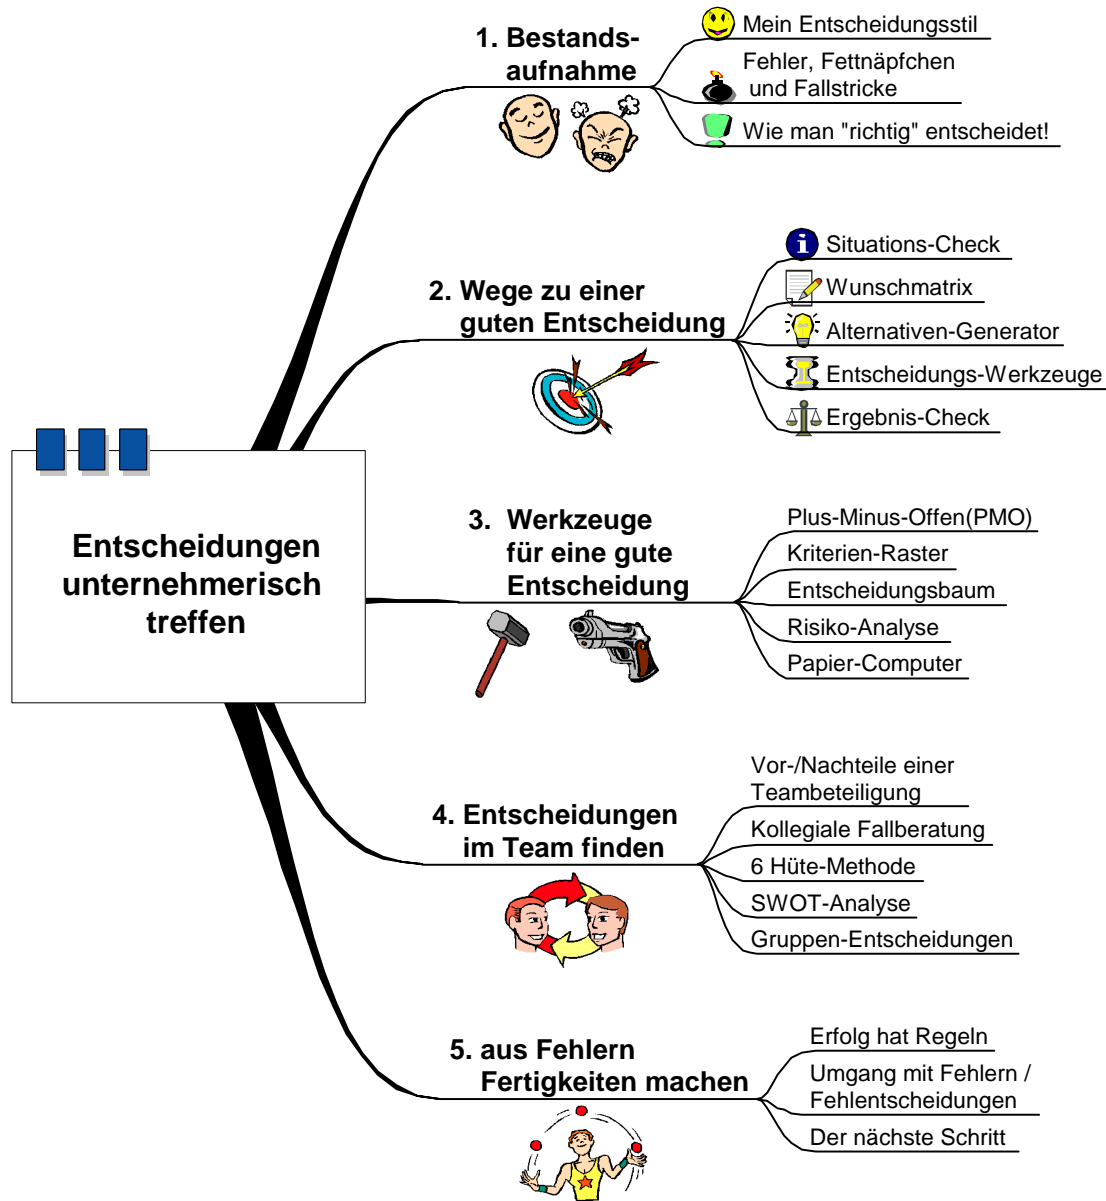 1. Bestands-
aufnahme
Mein Entscheidungsstil
Fehler, Fettnäpfchen
und Fallstricke
Wie man "richtig" entscheidet!
2. Wege zu einer
guten Entscheidung
Situations-Check
Wunschmatrix
Alternativen-Generator
Entscheidungs-Werkzeuge
Ergebnis-Check
Entscheidungen
unternehmerisch
treffen
3. Werkzeuge
für eine gute
Entscheidung
Plus-Minus-Offen(PMO)
Kriterien-Raster
Entscheidungsbaum
Risiko-Analyse
Papier-Computer
4. Entscheidungen
im Team finden
Vor-/Nachteile einer
Teambeteiligung
Kollegiale Fallberatung
6 Hüte-Methode
SWOT-Analyse
Gruppen-Entscheidungen
5. aus Fehlern
Fertigkeiten machen
Erfolg hat Regeln
Umgang mit Fehlern /
Fehlentscheidungen
Der nächste Schritt